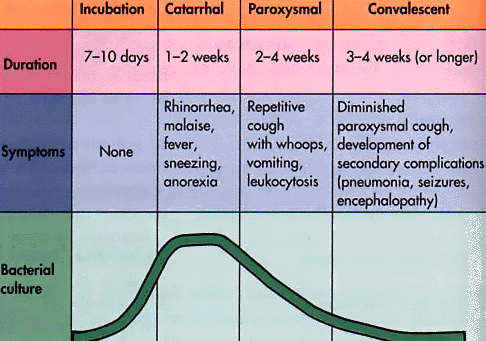 Incubation Catarrhal Paroxysmal Convalescent
Duration 7–10 days 1–2 weeks 2–4 weeks 3–4 weeks (or longer)
Symptoms
None
Rhinorrhea,
malaise,
fever,
sneezing,
anorexia
Repetitive
cough
with whoops,
vomiting,
leukocytosis
Diminished
paroxysmal cough,
development of
secondary complications
(pneumonia, seizures,
encephalopathy)
Bacterial
culture